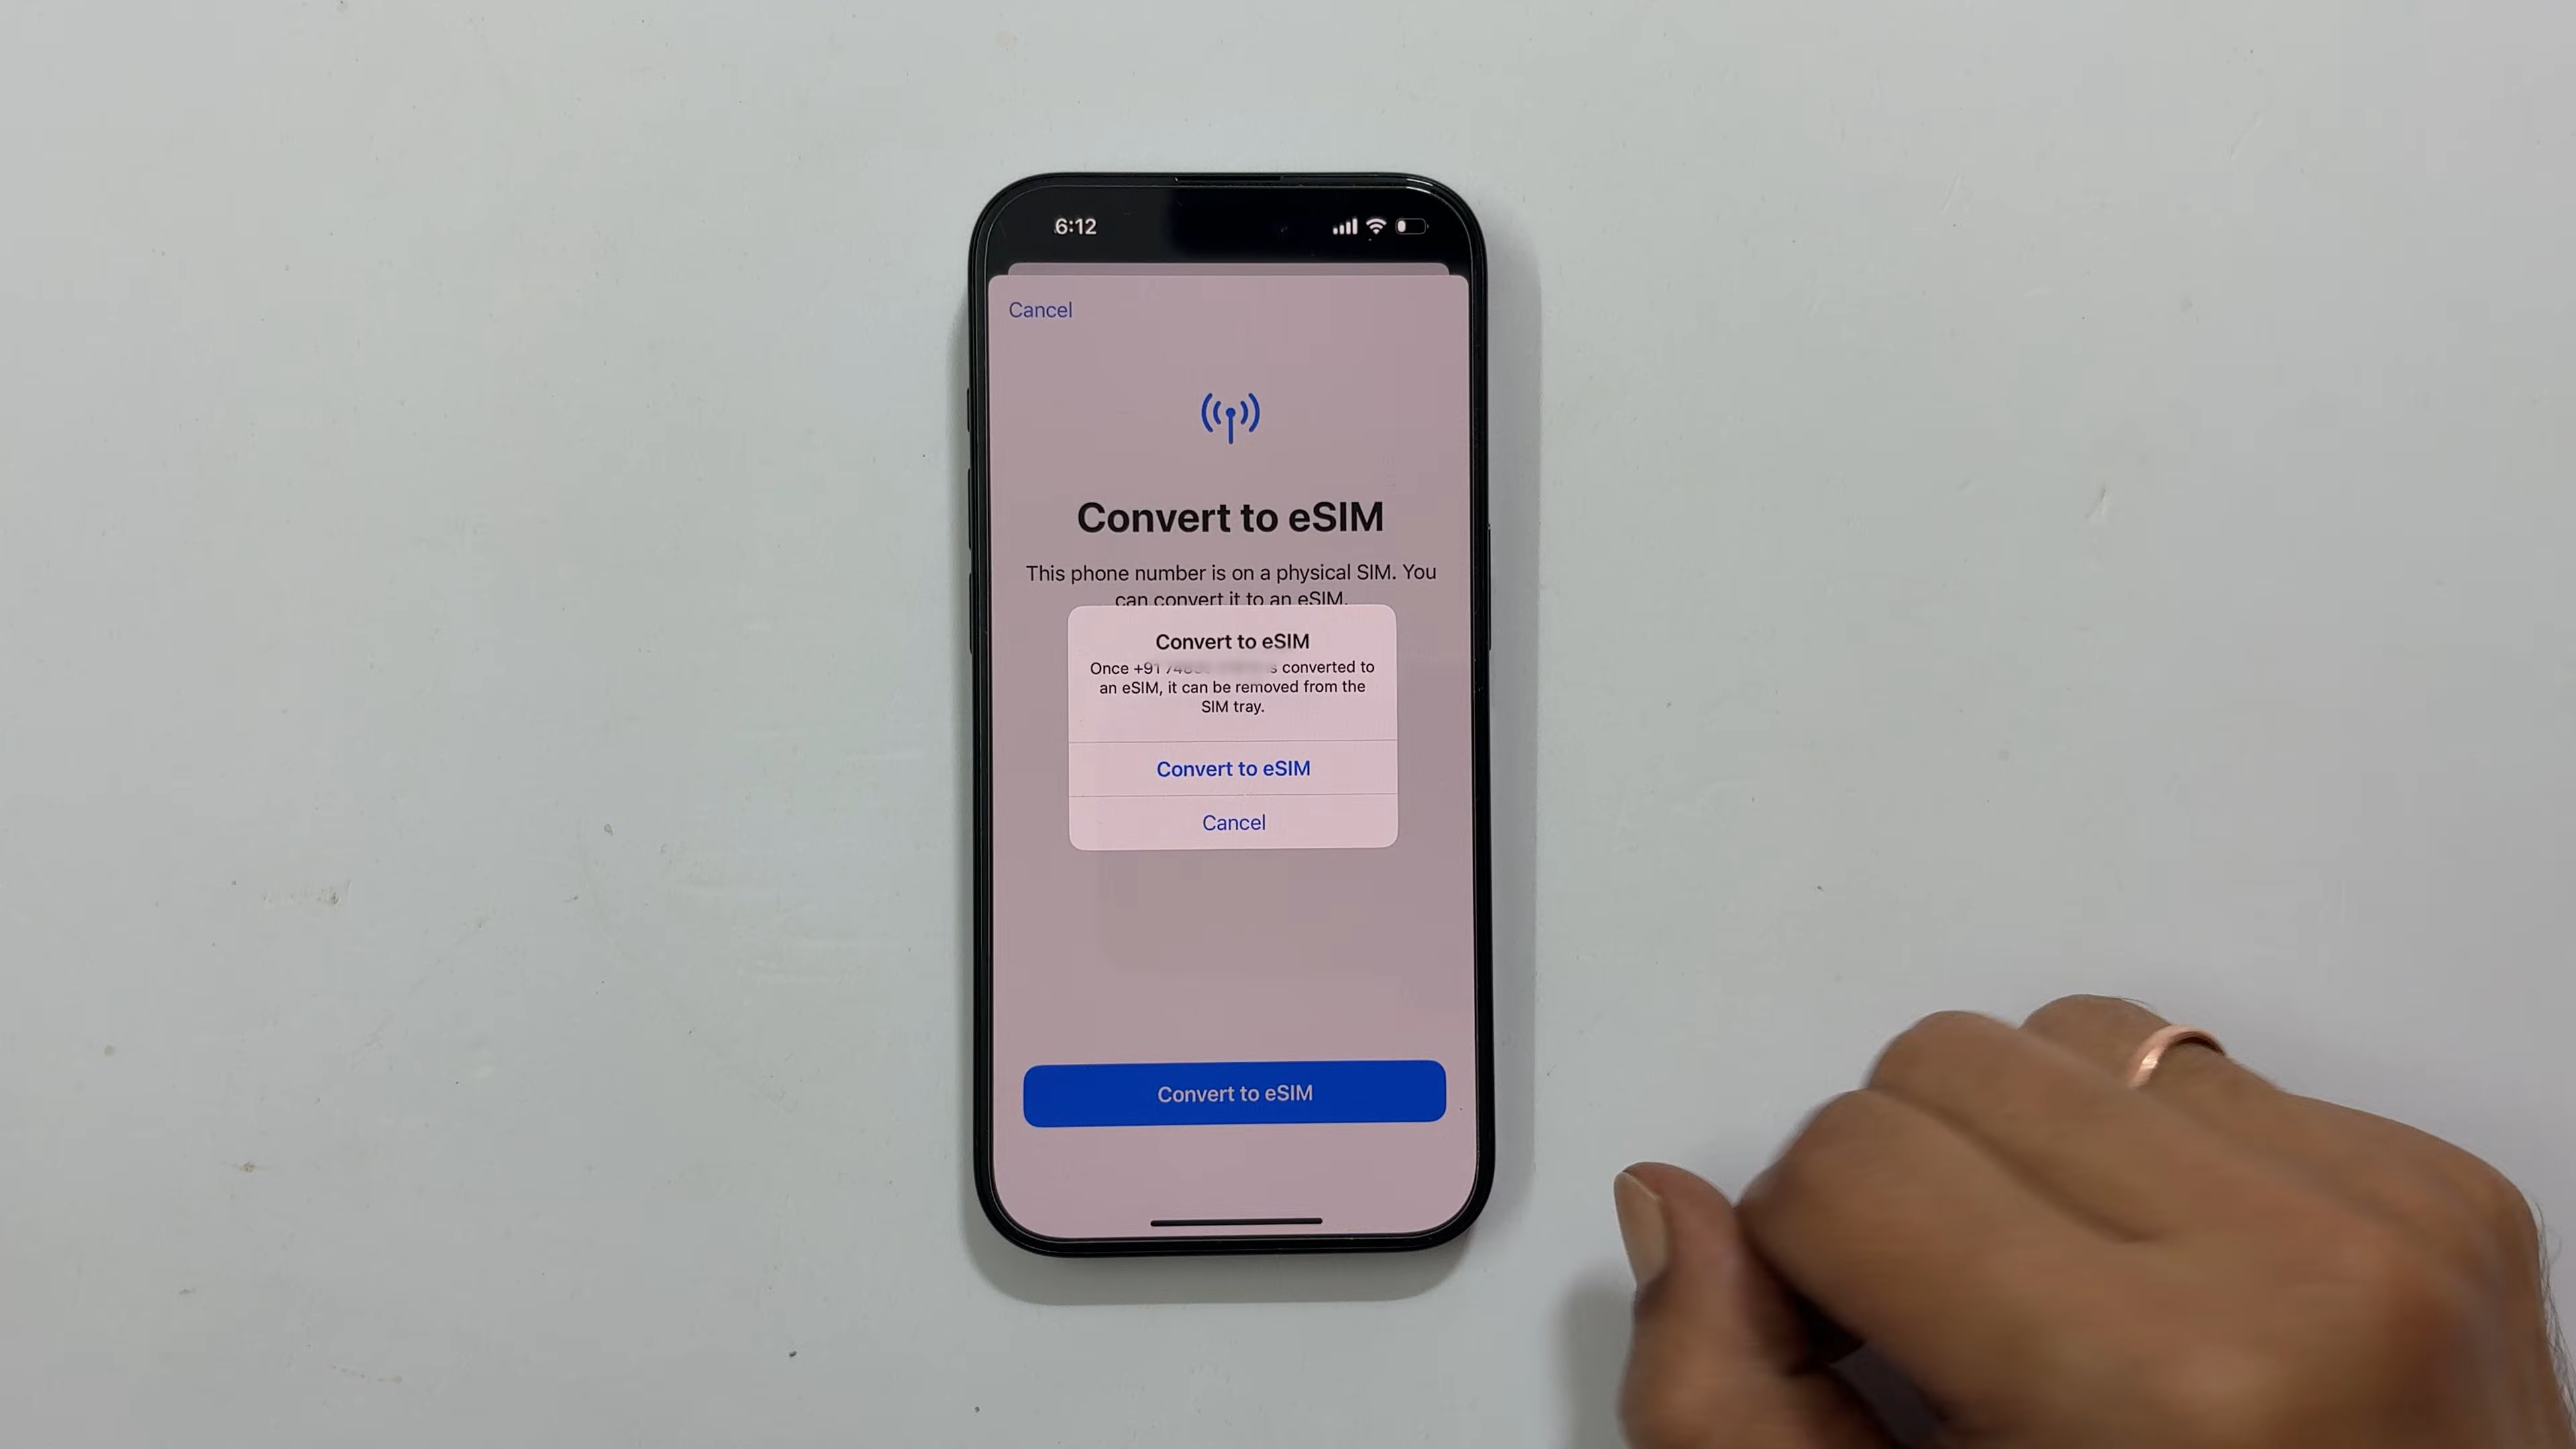 6:12
Cancel
Convert to eSIM
This phone number is on a physical SIM. You
can convert it to an eSIM.
Convert to eSIM
Once +91 converted to
an eSIM, it can be removed from the
SIM tray.
Convert to eSIM
Cancel
Convert to eSIM